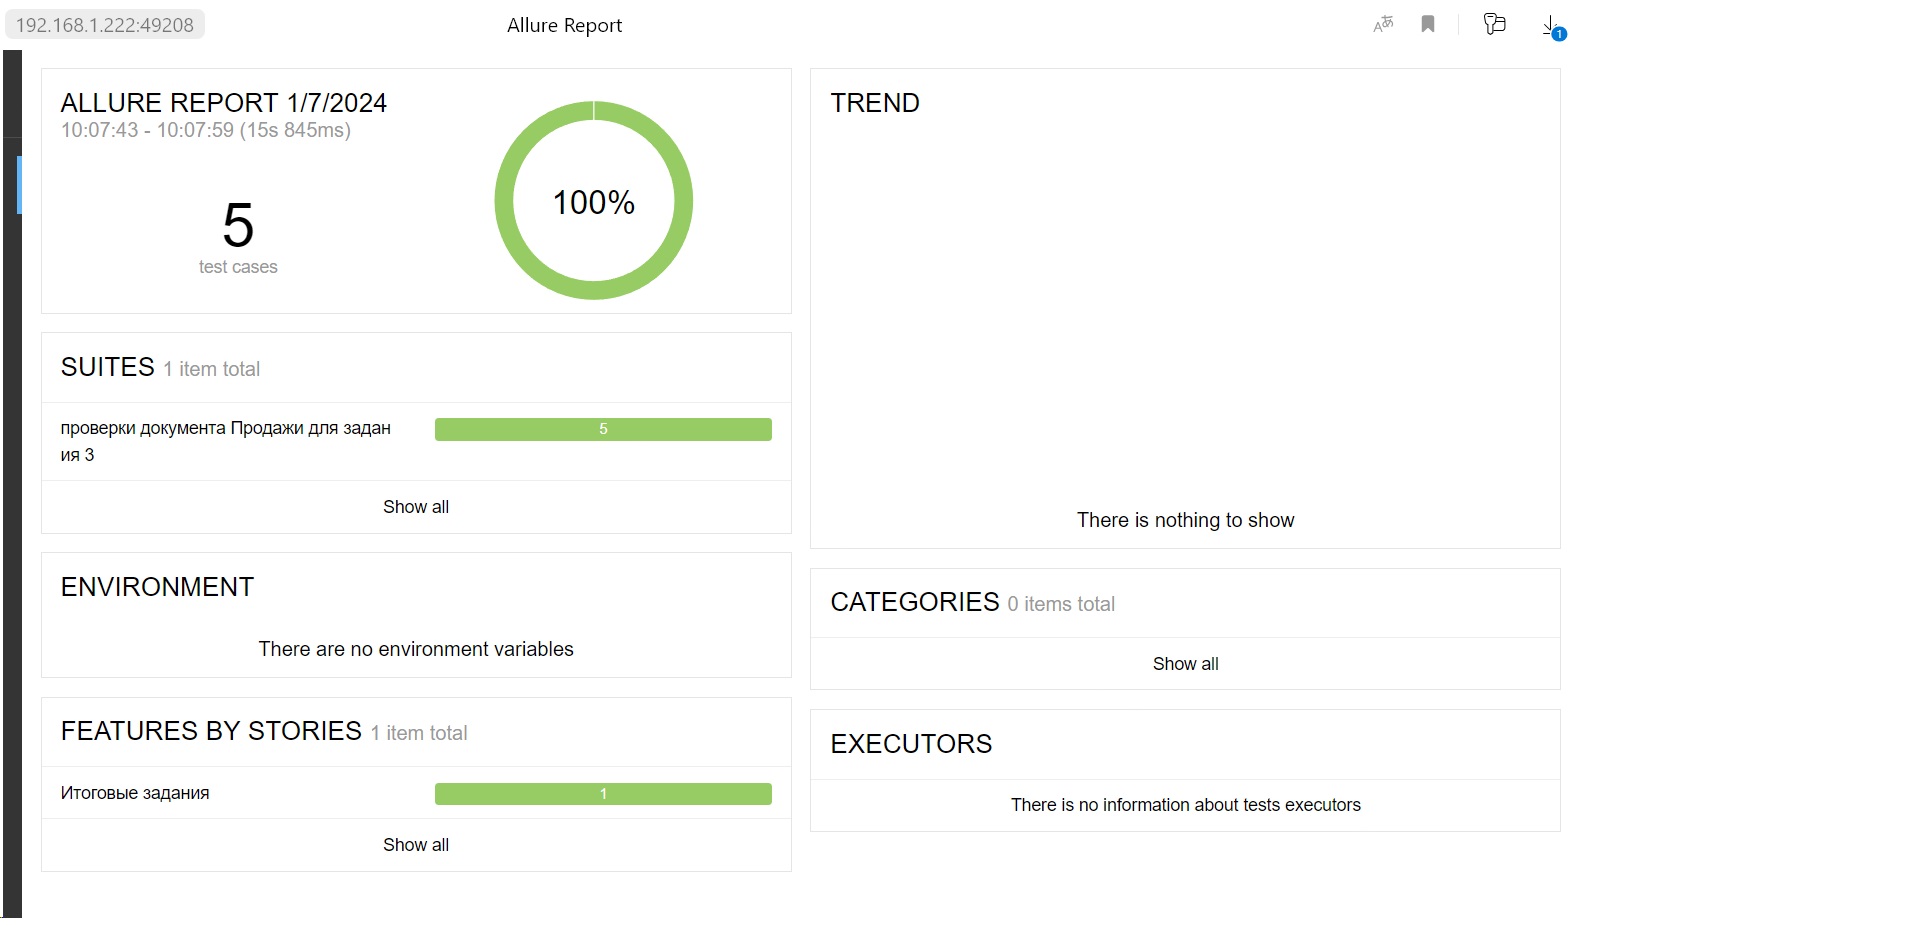 192.168.1.222:49208
Allure Report
1
ALLURE REPORT 1/7/2024
10:07:43 - 10:07:59 (15s 845ms)
5
test cases
100%
SUITES 1 item total
проверки документа Продажи для задан
ия 3
5
Show all
ENVIRONMENT
There are no environment variables
FEATURES BY STORIES 1 item total
Итоговые задания
1
Show all
TREND
There is nothing to show
CATEGORIES 0 items total
Show all
EXECUTORS
There is no information about tests executors